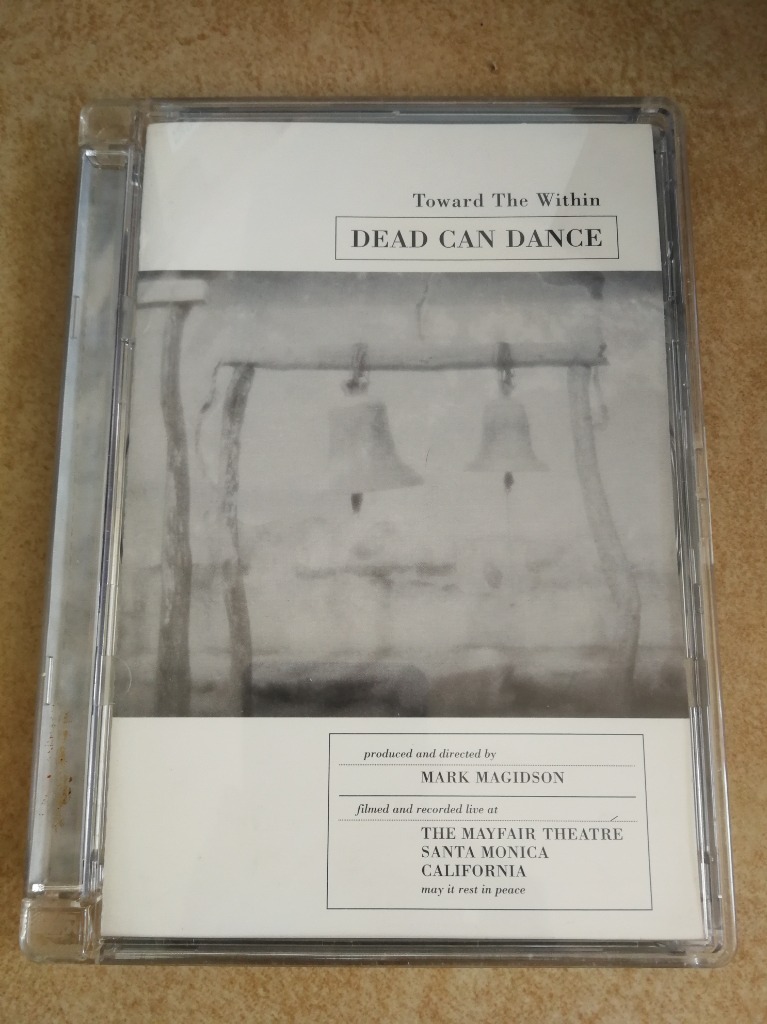 Toward The Within
DEAD CAN DANCE
produced and directed by
MARK MAGIDSON
filmed and recorded live at
THE MAYFAIR THEATRE
SANTA MONICA
CALIFORNIA
may it rest in peace